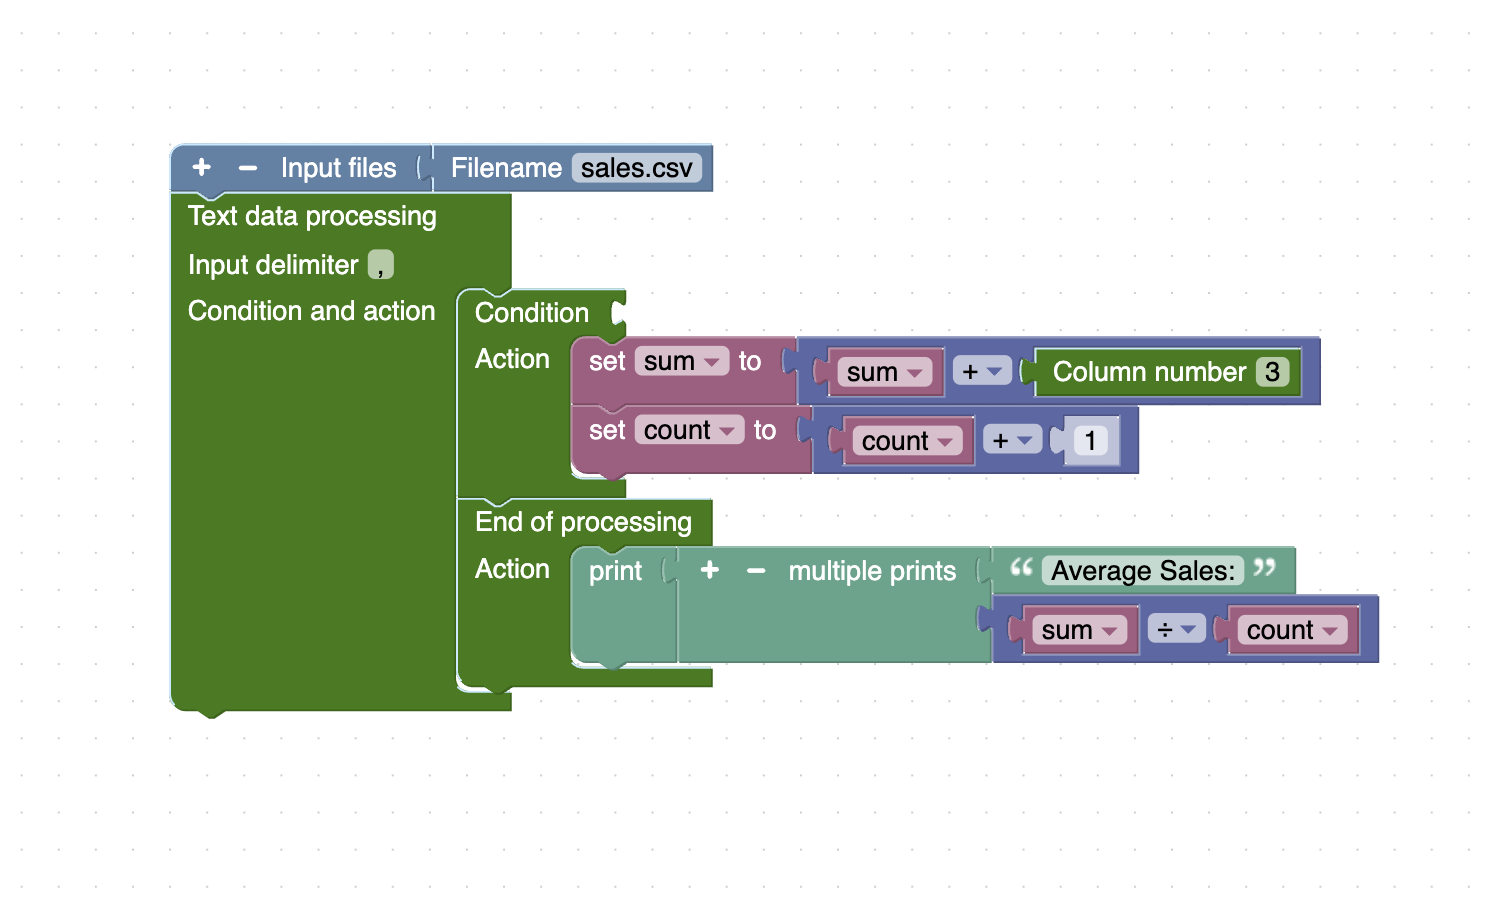 + − Input files Filename sales.csv
Text data processing
Input delimiter ,
Condition and action Condition
Action set sum to sum + Column number 3
set count to count + 1
End of processing
Action print + − multiple prints “ Average Sales: ”
sum ÷ count